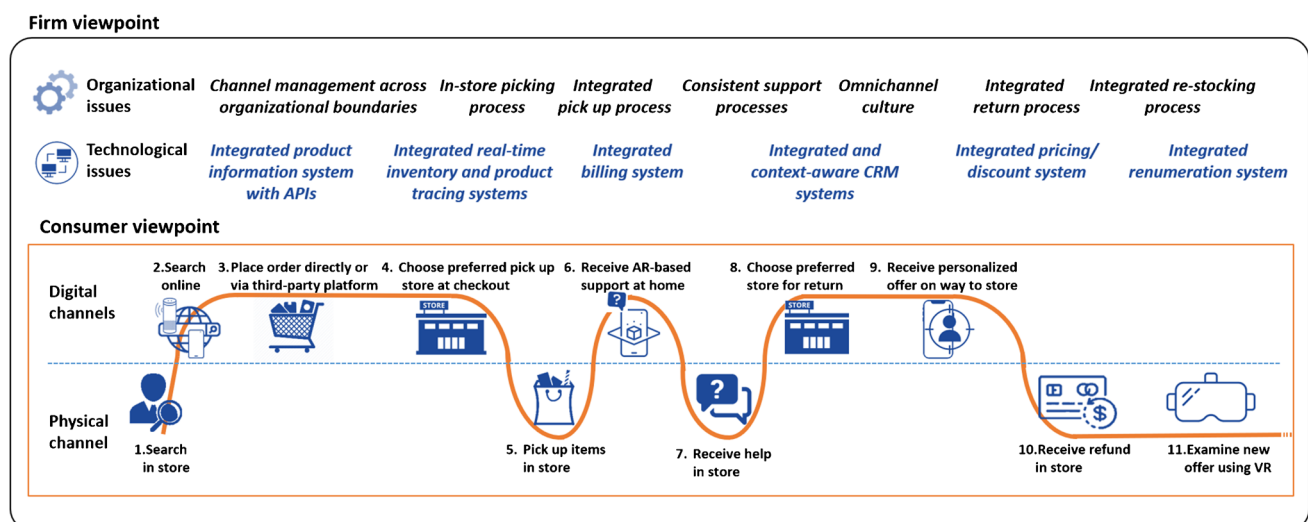 Firm viewpoint
Organizational
issues
Channel management across
organizational boundaries
In-store picking
process
Integrated
pick up process
Consistent support
processes
Omnichannel
culture
Integrated
return process
Integrated re-stocking
process
Technological
issues
Integrated product
information system
with APIs
Integrated real-time
inventory and product
tracing systems
Integrated
billing system
Integrated and
context-aware CRM
systems
Integrated pricing/
discount system
Integrated
renumeration system
Consumer viewpoint
Digital
channels
2.Search
online
3.Place order directly or
via third-party platform
4. Choose preferred pick up
store at checkout
6. Receive AR-based
support at home
8. Choose preferred
store for return
9. Receive personalized
offer on way to store
STORE
?
STORE
Physical
channel
?
$
1.Search
in store
5. Pick up items
in store
7. Receive help
in store
10.Receive refund
in store
11.Examine new
offer using VR